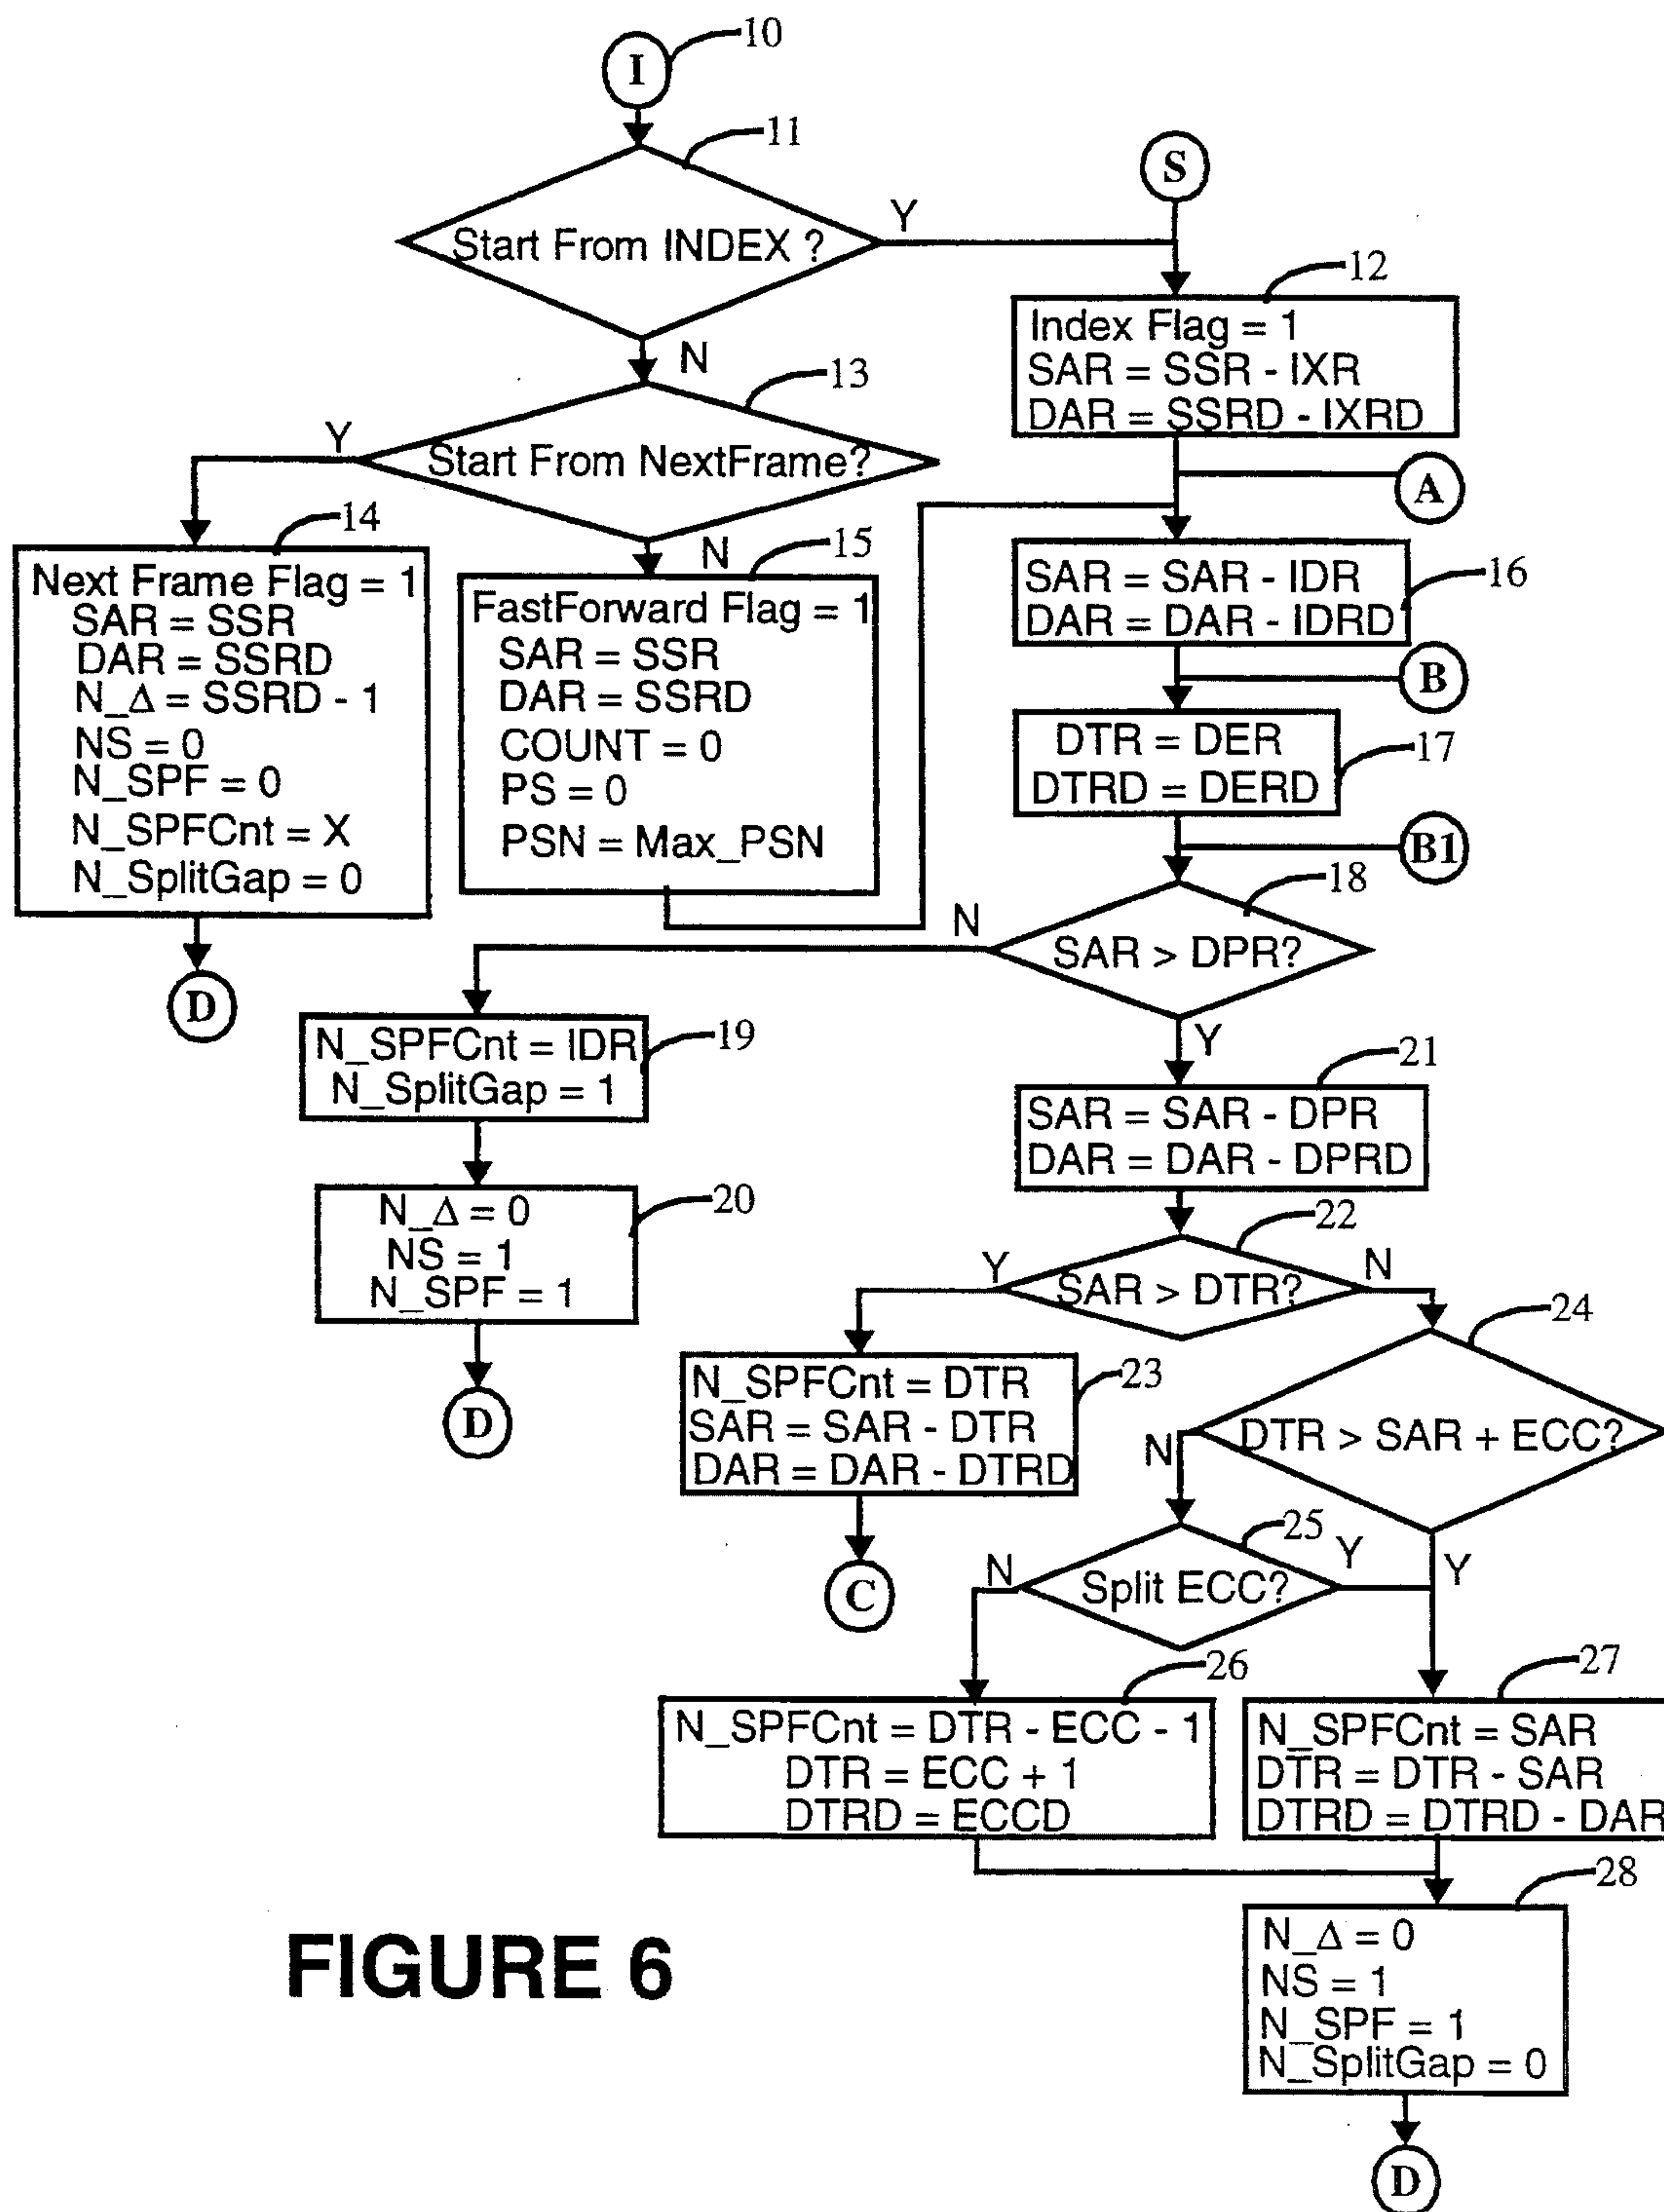 10
I
11
Start From INDEX ?
Y
S
12
Index Flag = 1
SAR = SSR - IXR
DAR = SSRD - IXRD
N
13
Start From NextFrame?
Y
A
14
Next Frame Flag = 1
SAR = SSR
DAR = SSRD
N_Δ = SSRD - 1
NS = 0
N_SPF = 0
N_SPFCnt = X
N_SplitGap = 0
D
N
15
FastForward Flag = 1
SAR = SSR
DAR = SSRD
COUNT = 0
PS = 0
PSN = Max_PSN
16
SAR = SAR - IDR
DAR = DAR - IDRD
B
17
DTR = DER
DTRD = DERD
B1
18
SAR > DPR?
N
Y
19
N_SPFCnt = IDR
N_SplitGap = 1
20
N_Δ = 0
NS = 1
N_SPF = 1
D
21
SAR = SAR - DPR
DAR = DAR - DPRD
22
SAR > DTR?
Y
N
23
N_SPFCnt = DTR
SAR = SAR - DTR
DAR = DAR - DTRD
C
24
DTR > SAR + ECC?
N
Y
25
Split ECC?
N
Y
26
N_SPFCnt = DTR - ECC - 1
DTR = ECC + 1
DTRD = ECCD
27
N_SPFCnt = SAR
DTR = DTR - SAR
DTRD = DTRD - DAR
28
N_Δ = 0
NS = 1
N_SPF = 1
N_SplitGap = 0
D
FIGURE 6